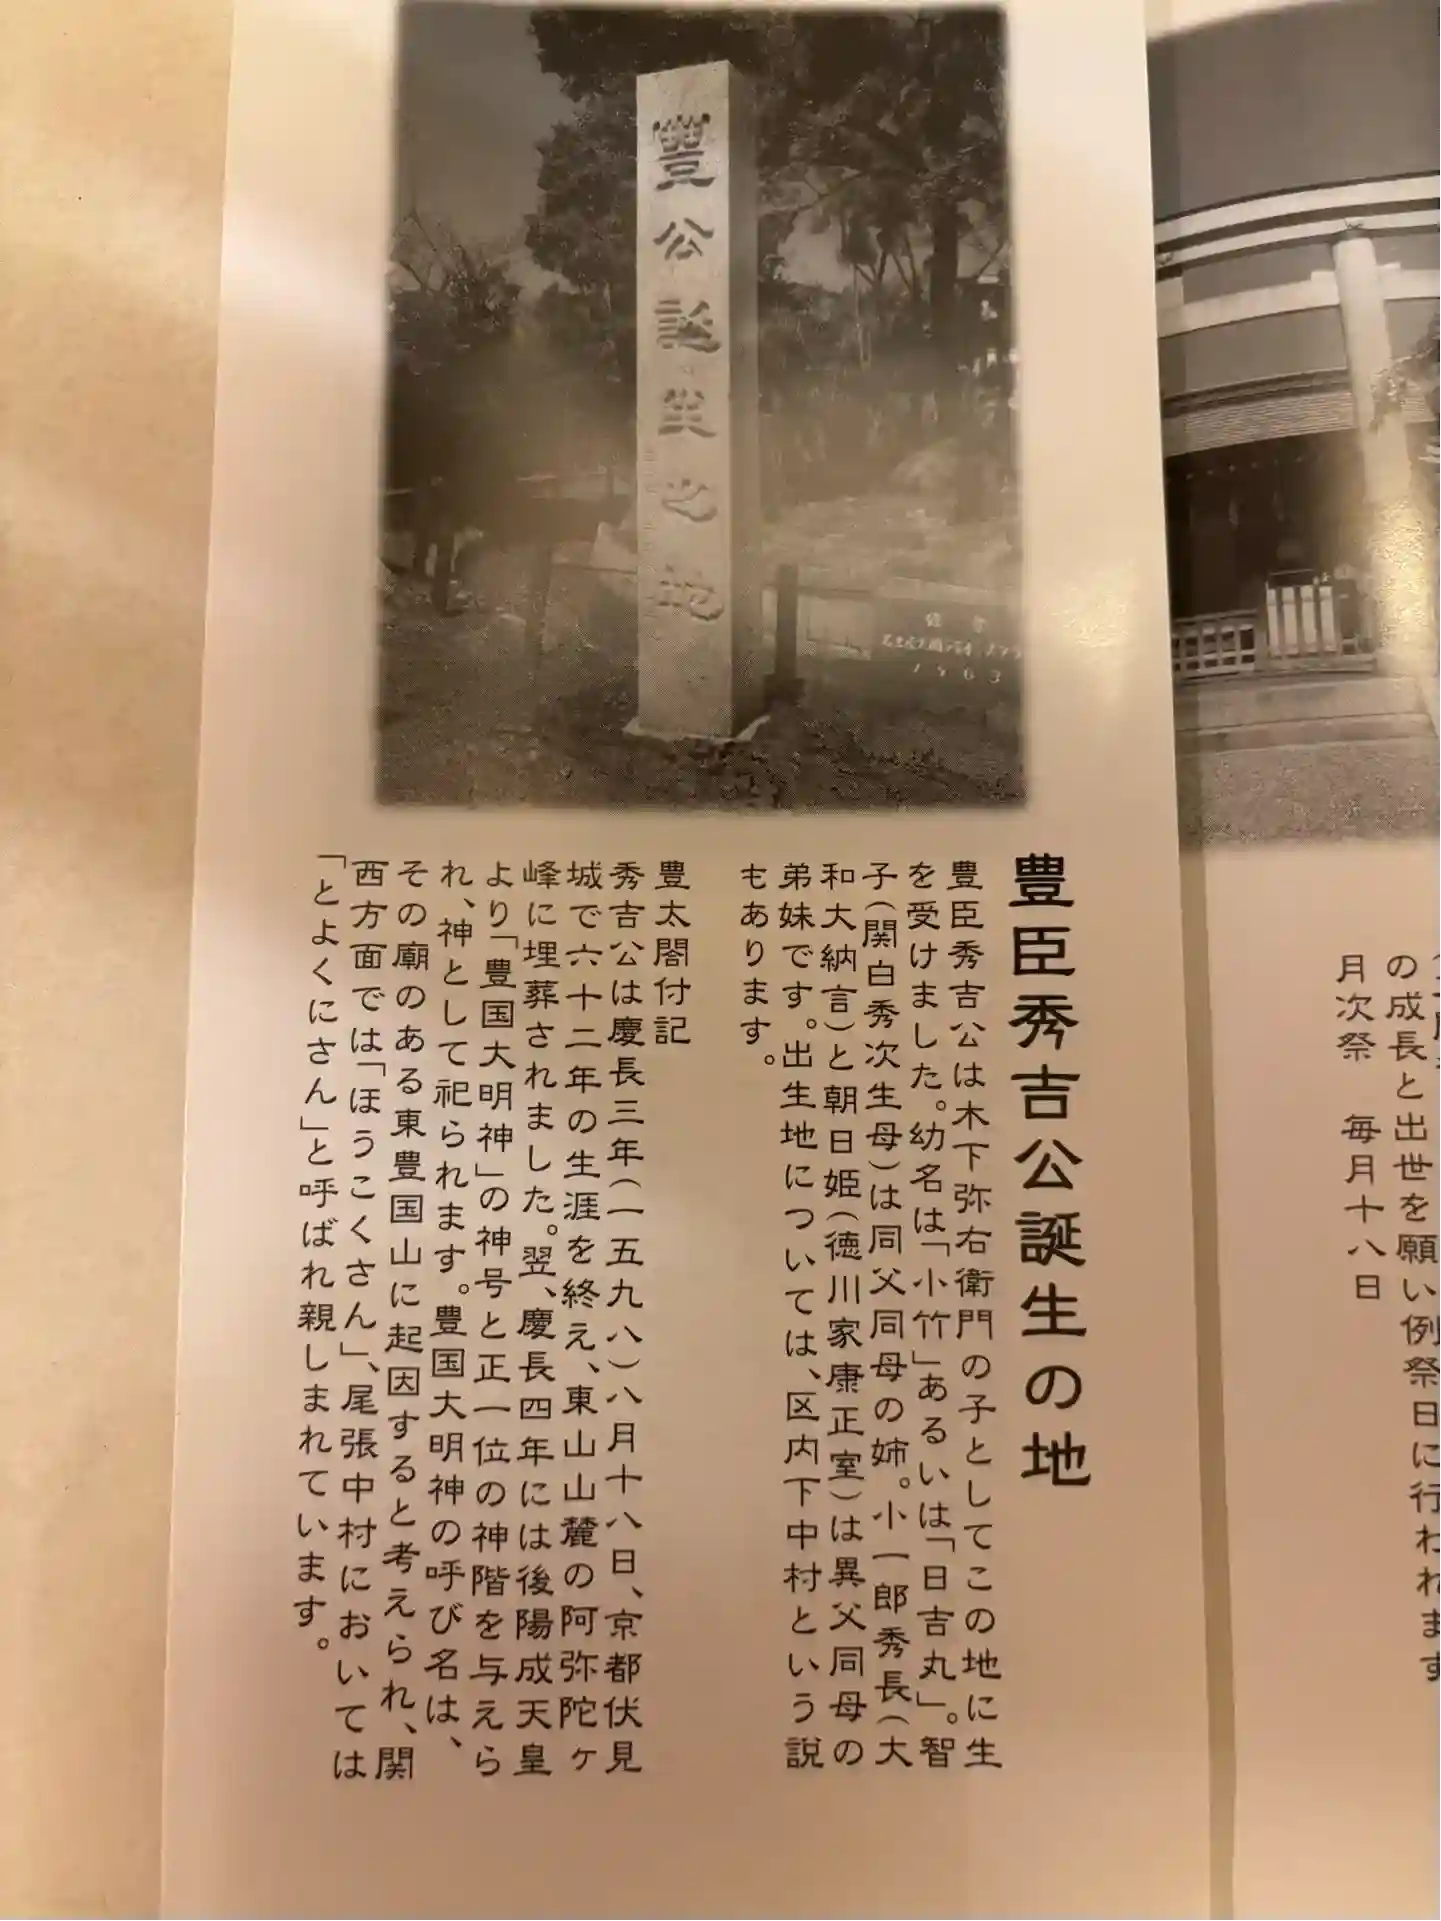 豊公誕生之地
1963
の成長と出世を願い例祭日に行われます
月次祭 毎月十八日
豊臣秀吉公誕生の地
豊臣秀吉公は木下弥右衛門の子としてこの地に生
を受けました。幼名は「小竹」あるいは「日吉丸」。智
子(関白秀次生母)は同父同母の姉。小一郎秀長(大
和大納言)と朝日姫(徳川家康正室)は異父同母の
弟妹です。出生地については、区内下中村という説
もあります。
豊太閤付記
秀吉公は慶長三年(一五九八)八月十八日、京都伏見
城で六十二年の生涯を終え、東山山麓の阿弥陀ヶ
峰に埋葬されました。翌、慶長四年には後陽成天皇
より「豊国大明神」の神号と正一位の神階を与えら
れ、神として祀られます。豊国大明神の呼び名は、
その廟のある東豊国山に起因すると考えられ、関
西方面では「ほうこくさん」、尾張中村においては
「とよくにさん」と呼ばれ親しまれています。